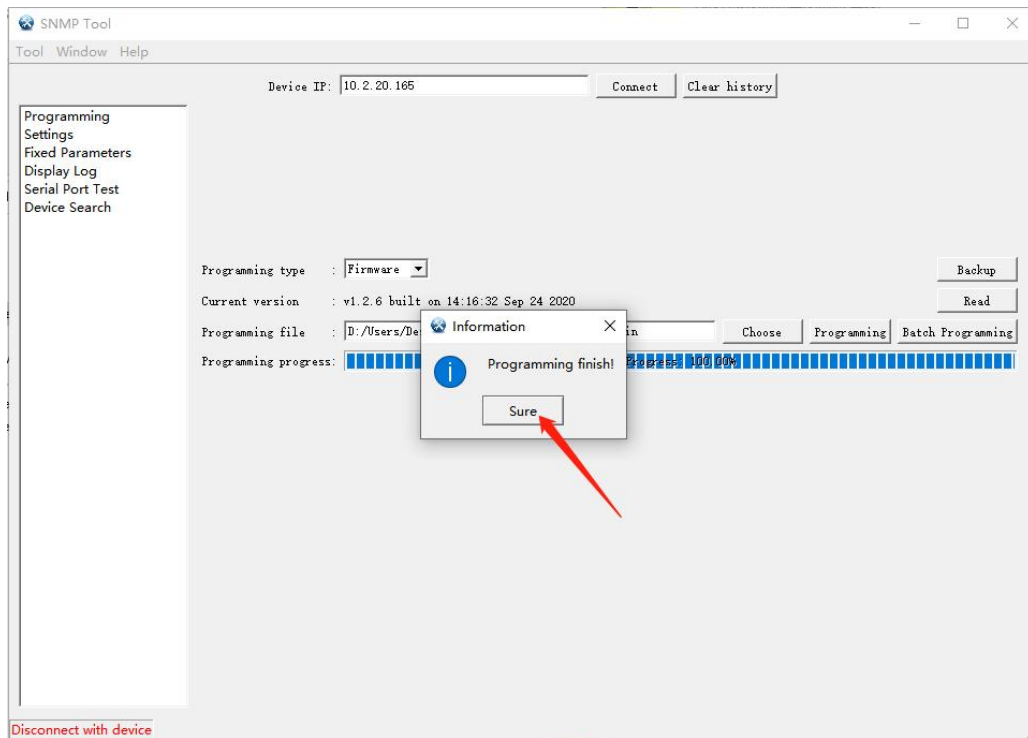 SNMP Tool
Tool Window Help
Device IP: 10.2.20.165 Connect Clear history
Programming
Settings
Fixed Parameters
Display Log
Serial Port Test
Device Search
Programming type : Firmware Backup
Current version : v1.2.6 built on 14:16:32 Sep 24 2020 Read
Programming file : D:/Users/De in Choose Programming Batch Programming
Programming progress: Progress: 100.00%
Information
Programming finish!
Sure
Disconnect with device